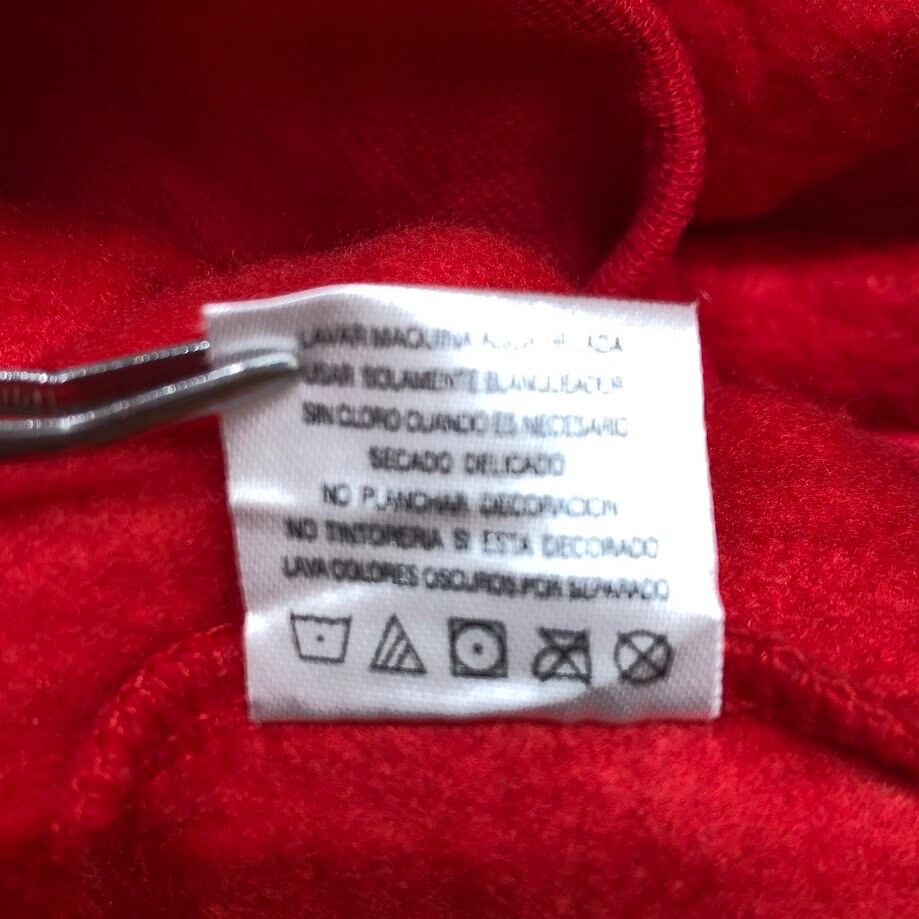 LAVAR MAQUINA
USAR SOLAMENTE BLANQUEADOR
SIN CLORO CUANDO ES NECESARIO
SECADO DELICADO
NO PLANCHAR DECORACION
NO TINTORERIA SI ESTA DECORADO
LAVA COLORES OSCUROS POR SEPARADO